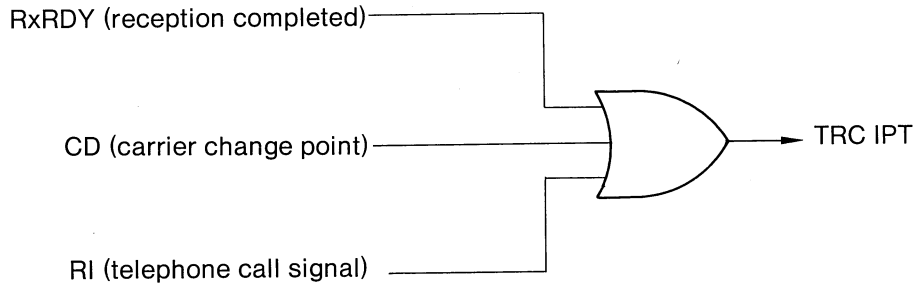 RxRDY (reception completed)
CD (carrier change point)
TRC IPT
RI (telephone call signal)